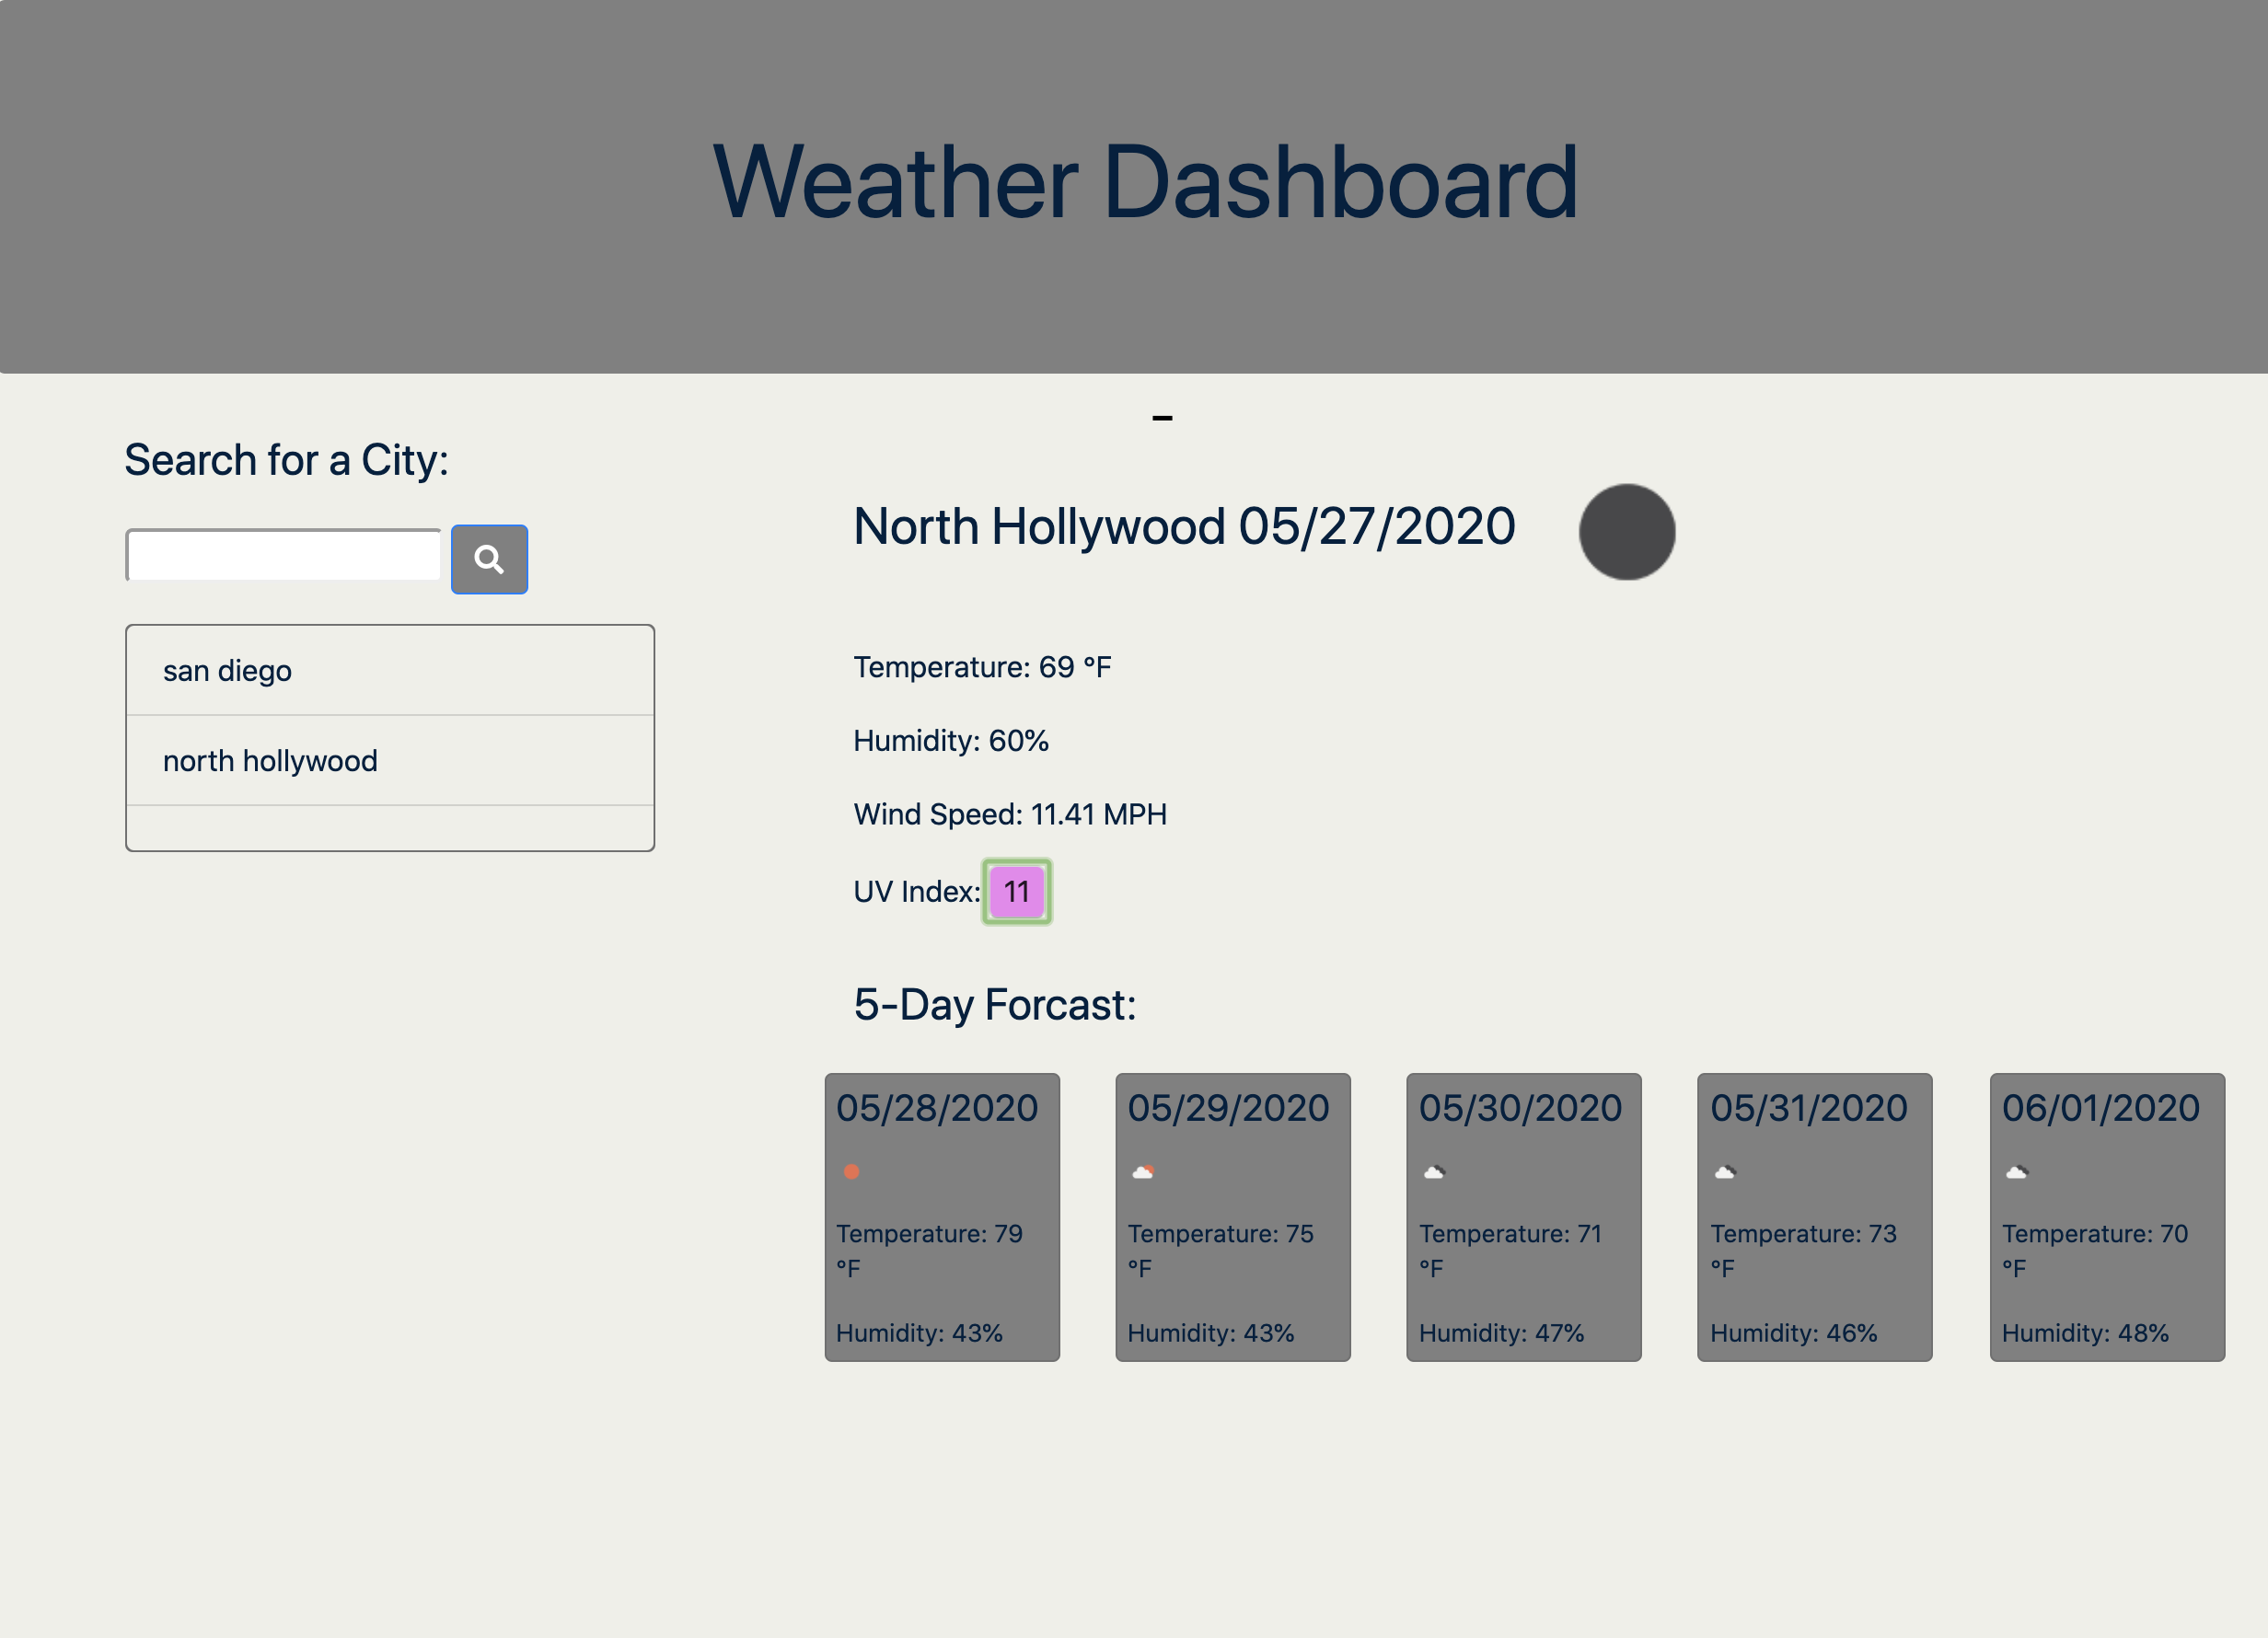 Weather Dashboard
-
Search for a City:
san diego
north hollywood
North Hollywood 05/27/2020
Temperature: 69 °F
Humidity: 60%
Wind Speed: 11.41 MPH
UV Index: 11
5-Day Forcast:
05/28/2020
Temperature: 79
°F
Humidity: 43%
05/29/2020
Temperature: 75
°F
Humidity: 43%
05/30/2020
Temperature: 71
°F
Humidity: 47%
05/31/2020
Temperature: 73
°F
Humidity: 46%
06/01/2020
Temperature: 70
°F
Humidity: 48%